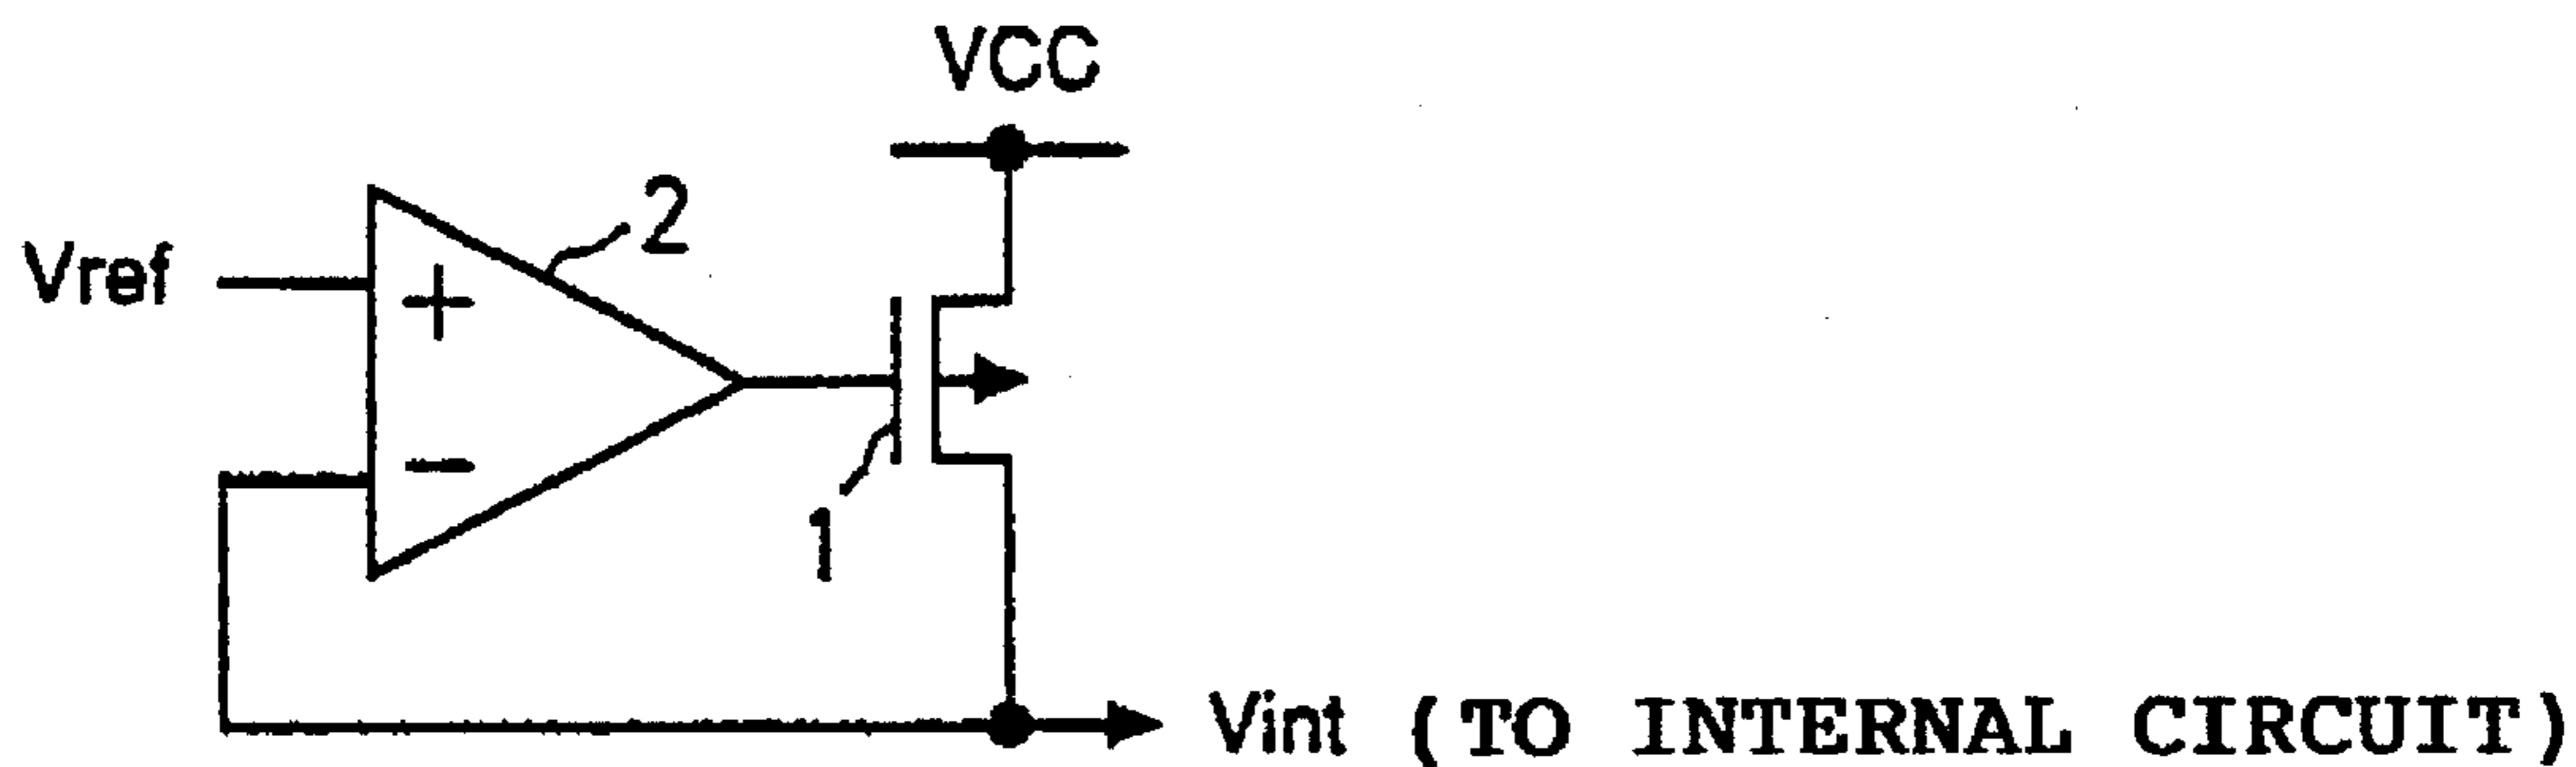 VCC
2
Vref
+
−
1
Vint (TO INTERNAL CIRCUIT)